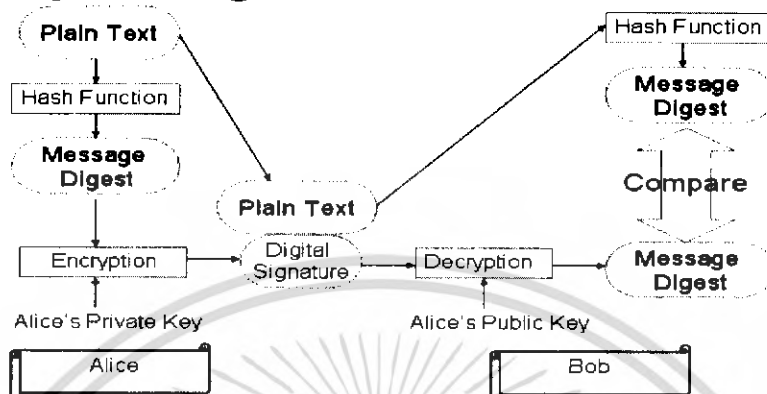 Plain Text
Hash Function
Message
Digest
Encryption
Alice's Private Key
Alice
Plain Text
Digital
Signature
Decryption
Alice's Public Key
Bob
Hash Function
Message
Digest
Compare
Message
Digest